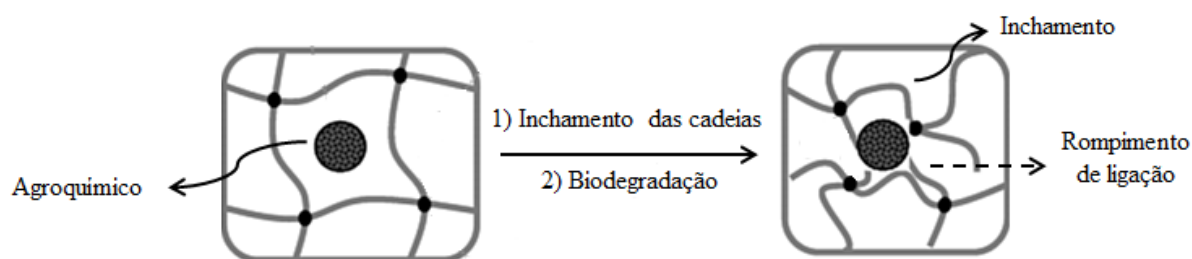 Inchamento
1) Inchamento das cadeias
2) Biodegradação
Agroquímico
Rompimento
de ligação